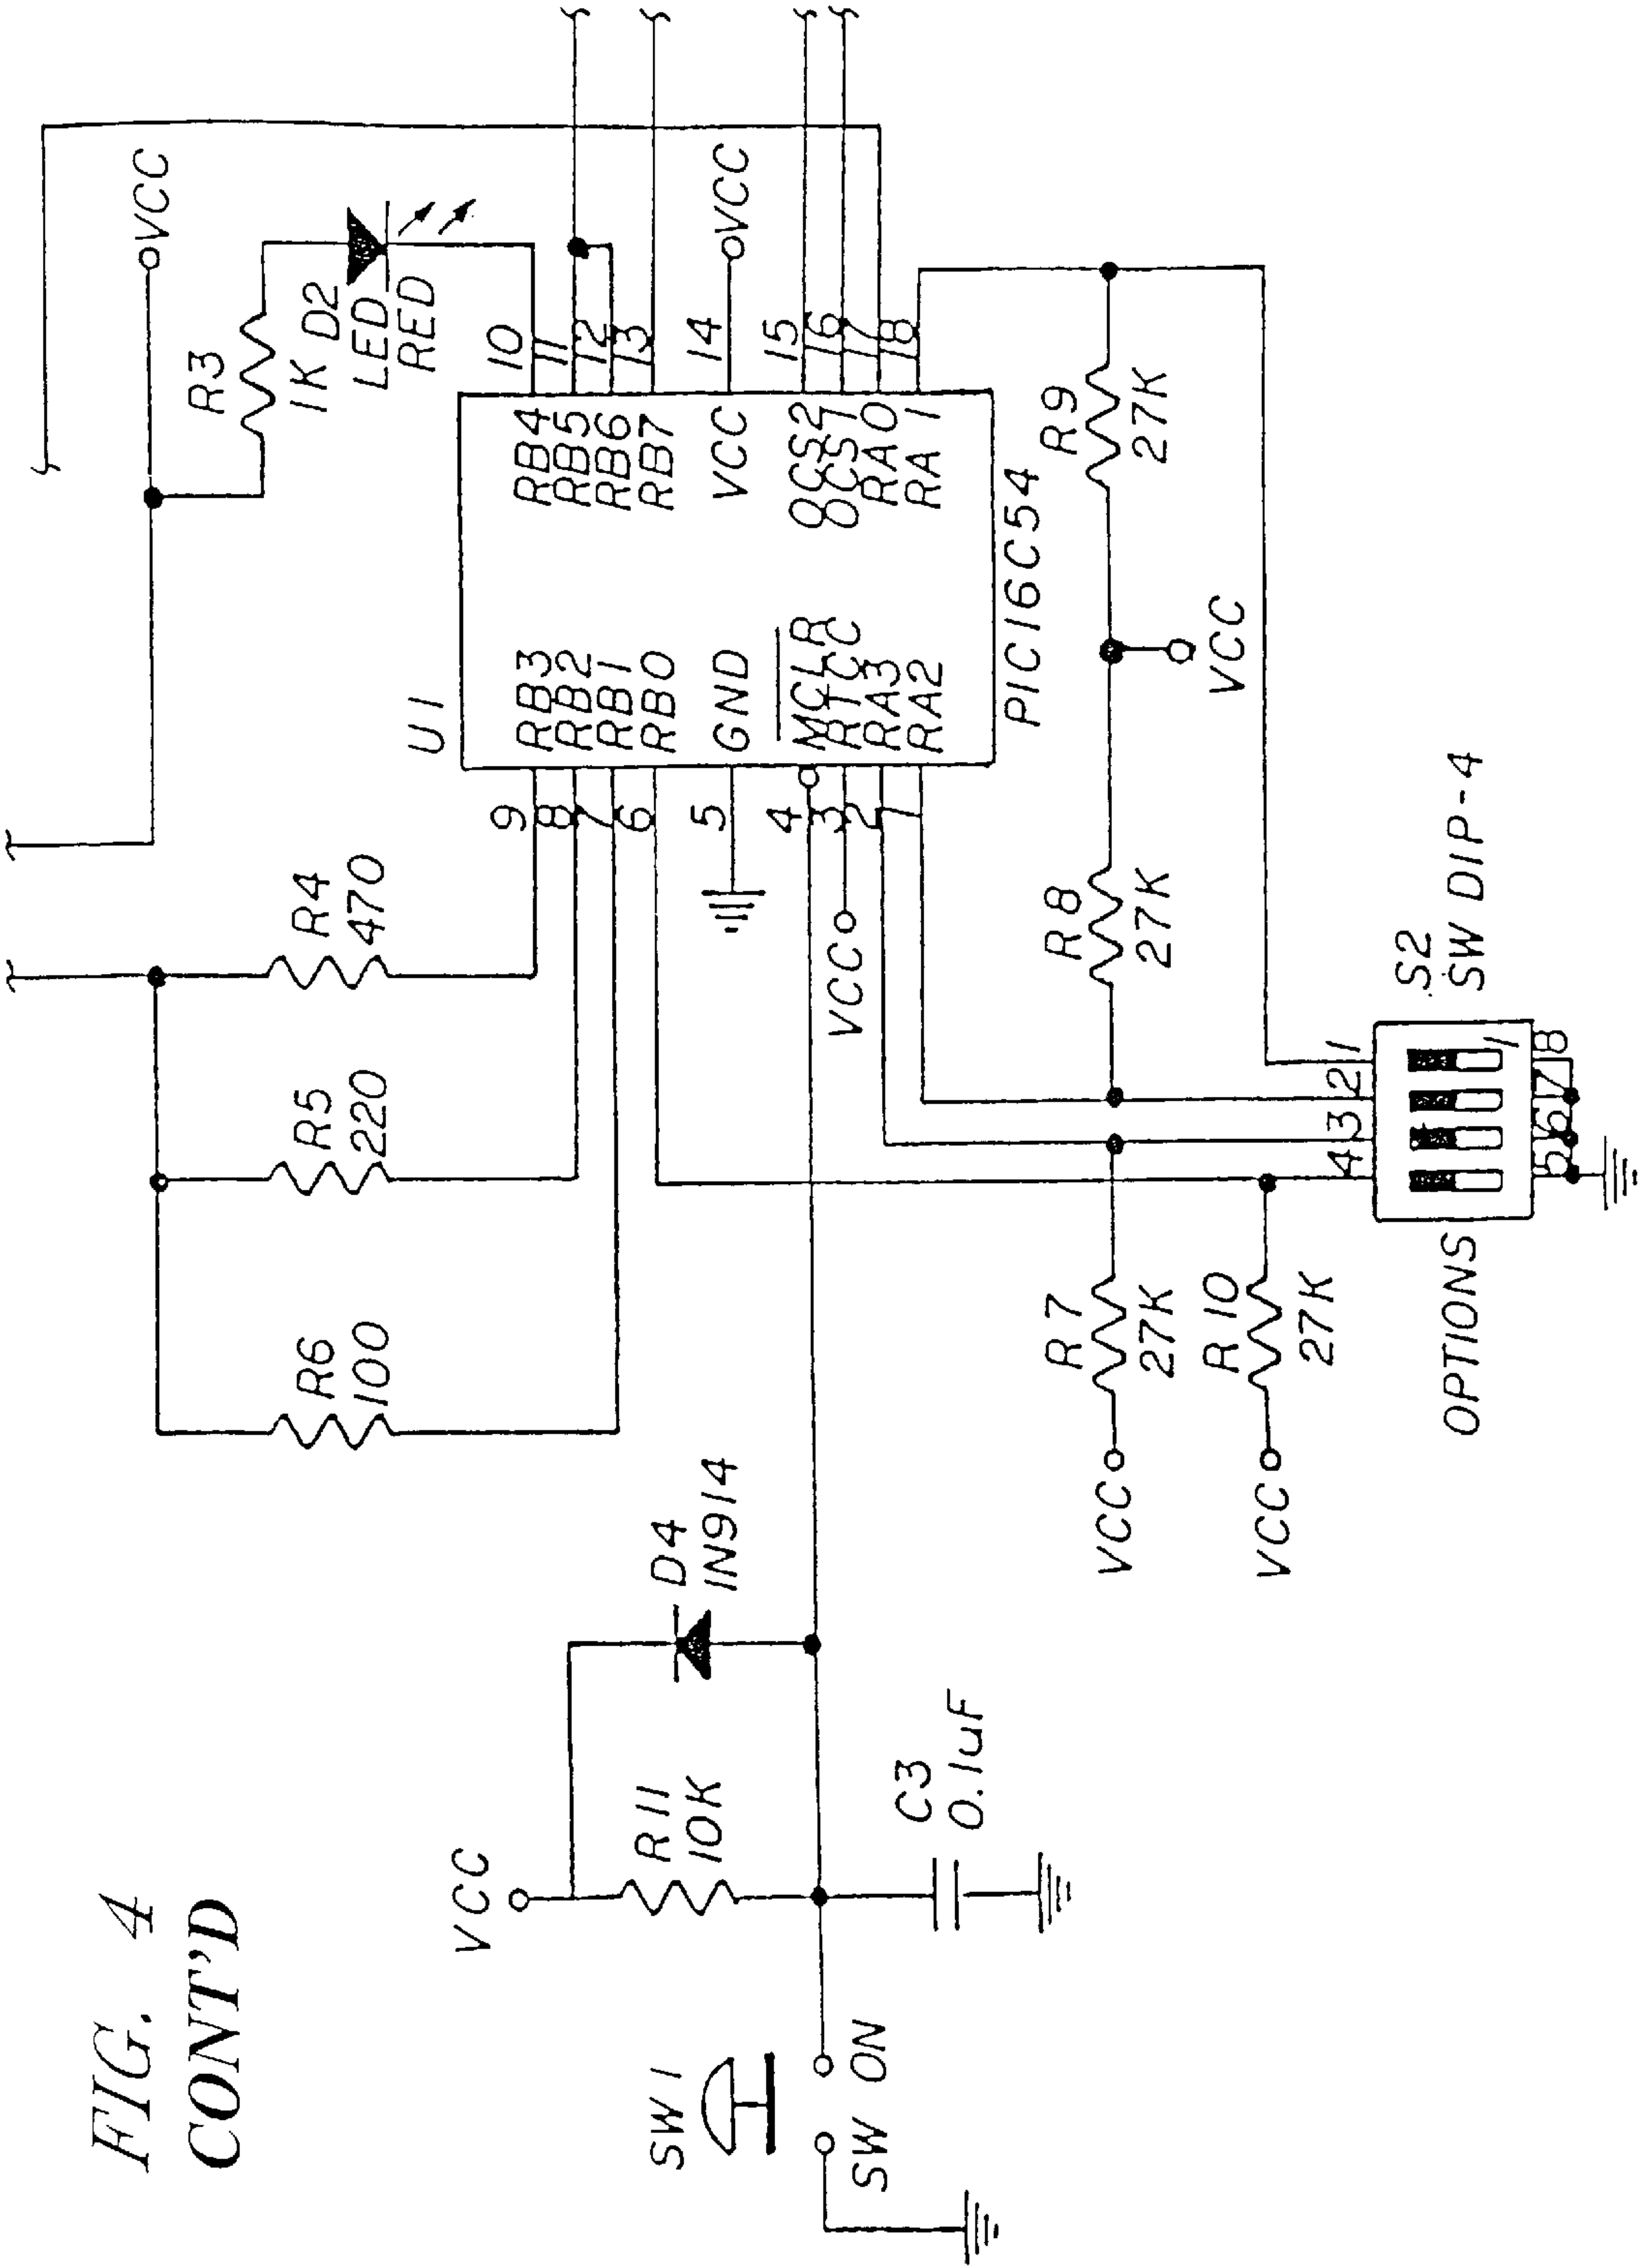 FIG. 4
CONT'D
VCC
R3
1K
D2
LED
RED
R4
470
R5
220
R6
100
U1
9
8
7
6
5
4
3
2
1
RB3
RB2
RB1
RB0
GND
MCLR
RTCC
RA3
RA2
RB4
RB5
RB6
RB7
VCC
OCS2
OCS1
RA0
RA1
10
11
12
13
14
15
16
17
18
VCC
PIC16C54
VCC
VCC
R11
10K
D4
IN914
C3
0.1uF
SW1
SW ON
R9
27K
VCC
R8
27K
VCC
R7
27K
VCC
R10
27K
4
3
2
1
1
5
6
7
8
S2
SW DIP-4
OPTIONS